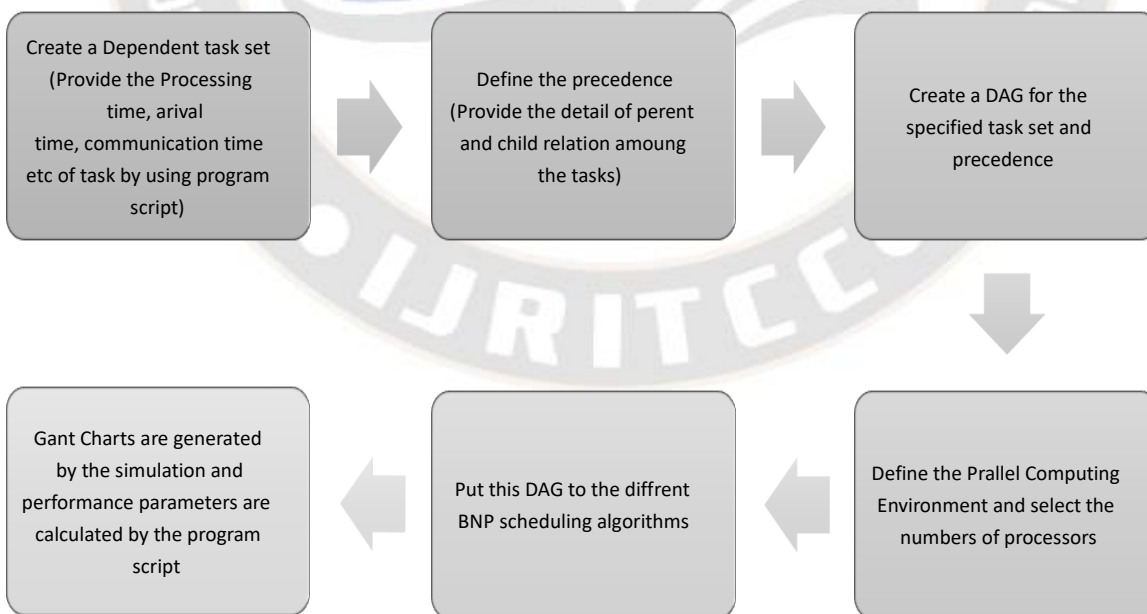 Create a Dependent task set
(Provide the Processing
time, arival
time, communication time
etc of task by using program
script)
Define the precedence
(Provide the detail of perent
and child relation amoung
the tasks)
Create a DAG for the
specified task set and
precedence
IJRITCC
Define the Prallel Computing
Environment and select the
numbers of processors
Put this DAG to the diffrent
BNP scheduling algorithms
Gant Charts are generated
by the simulation and
performance parameters are
calculated by the program
script